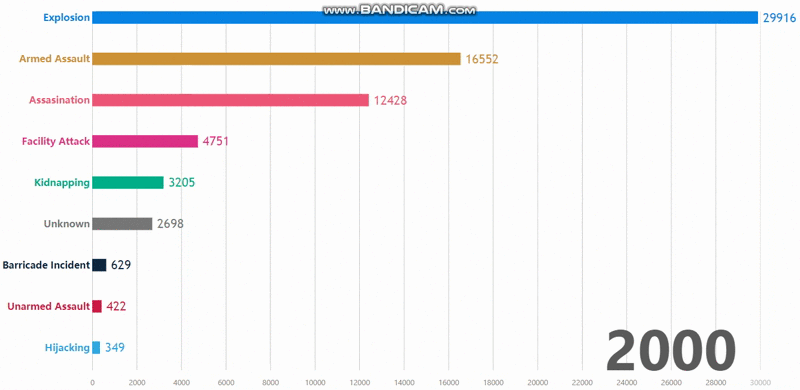 www.BANDICAM.com
Explosion 29916
Armed Assault 16552
Assasination 12428
Facility Attack 4751
Kidnapping 3205
Unknown 2698
Barricade Incident 629
Unarmed Assault 422
Hijacking 349
2000
0 2000 4000 6000 8000 10000 12000 14000 16000 18000 20000 22000 24000 26000 28000 30000